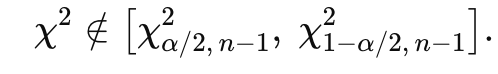 χ² ∉ [χ²_{α/2, n−1}, χ²_{1−α/2, n−1}].